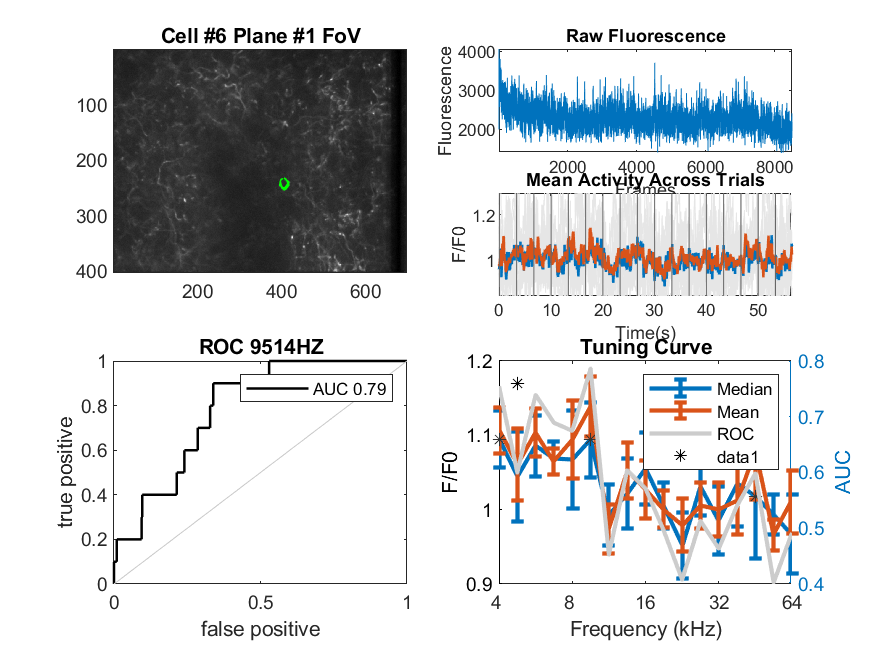 Cell #6 Plane #1 FoV
100
200
300
400
200
400
600
Raw Fluorescence
Fluorescence
4000
3000
2000
2000
4000
6000
8000
Frames
Mean Activity Across Trials
F/F0
1.2
1
0
10
20
30
40
50
Time(s)
ROC 9514HZ
true positive
1
0.8
0.6
0.4
0.2
0
AUC 0.79
0
0.5
1
false positive
Tuning Curve
F/F0
1.2
1.1
1
0.9
Median
Mean
ROC
data1
0.8
0.7
0.6
0.5
0.4
AUC
4
8
16
32
64
Frequency (kHz)